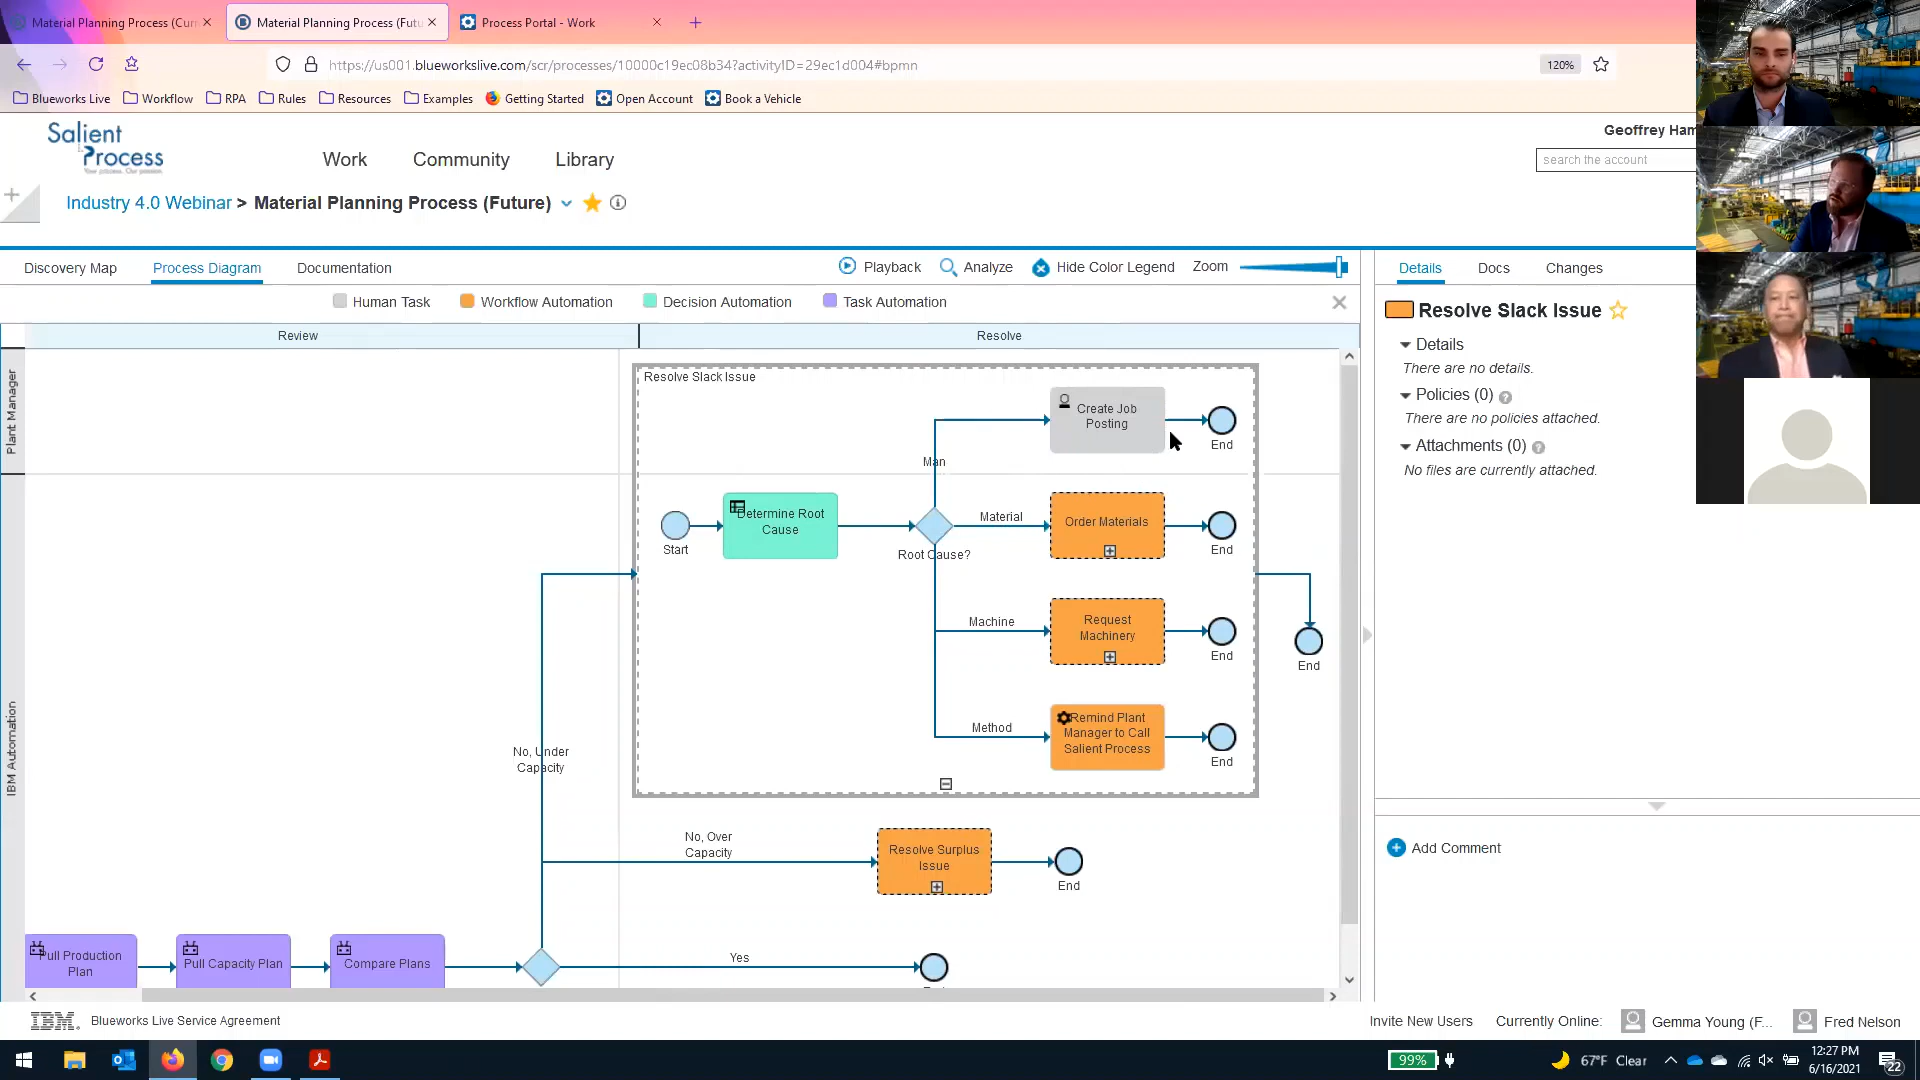 Material Planning Process (Curr
Material Planning Process (Futu
Process Portal - Work
https://us001.blueworkslive.com/scr/processes/10000c19ec08b34?activityID=29ec1d004#bpmn
120%
Blueworks Live
Workflow
RPA
Rules
Resources
Examples
Getting Started
Open Account
Book a Vehicle
Salient
Process
Your process. Our passion.
Work
Community
Library
Geoffrey Ham
search the account
Industry 4.0 Webinar > Material Planning Process (Future)
Discovery Map
Process Diagram
Documentation
Playback
Analyze
Hide Color Legend
Zoom
Details
Docs
Changes
Human Task
Workflow Automation
Decision Automation
Task Automation
Resolve Slack Issue
Details
There are no details.
Policies (0)
There are no policies attached.
Attachments (0)
No files are currently attached.
Add Comment
Review
Resolve
Plant Manager
IBM Automation
Resolve Slack Issue
Create Job
Posting
End
Man
Start
Determine Root
Cause
Root Cause?
Material
Order Materials
End
Machine
Request
Machinery
End
End
Method
Remind Plant
Manager to Call
Salient Process
End
No, Under
Capacity
No, Over
Capacity
Resolve Surplus
Issue
End
Pull Production
Plan
Pull Capacity Plan
Compare Plans
Yes
IBM.
Blueworks Live Service Agreement
Invite New Users
Currently Online:
Gemma Young (F...
Fred Nelson
99%
67°F Clear
12:27 PM
6/16/2021
22